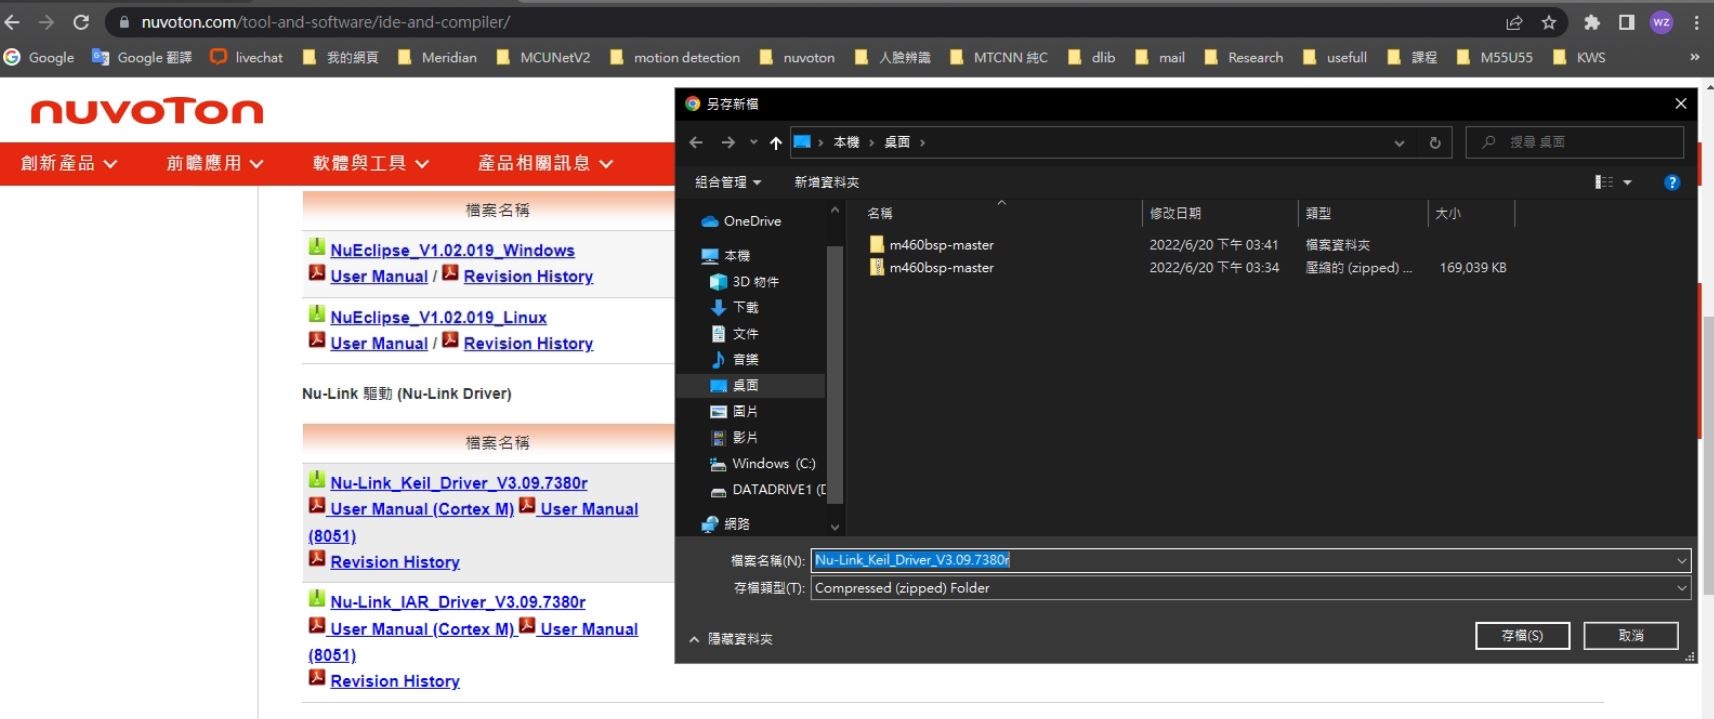 nuvoton.com/tool-and-software/ide-and-compiler/
WZ
Google Google 翻譯 livechat 我的網頁 Meridian MCUNetV2 motion detection nuvoton 人臉辨識 MTCNN 純C dlib mail Research usefull 課程 M55U55 KWS »
nuvoTon
創新產品 前瞻應用 軟體與工具 產品相關訊息
檔案名稱
NuEclipse_V1.02.019_Windows
User Manual / Revision History
NuEclipse_V1.02.019_Linux
User Manual / Revision History
Nu-Link 驅動 (Nu-Link Driver)
檔案名稱
Nu-Link_Keil_Driver_V3.09.7380r
User Manual (Cortex M) User Manual
(8051)
Revision History
Nu-Link_IAR_Driver_V3.09.7380r
User Manual (Cortex M) User Manual
(8051)
Revision History
另存新檔
本機 桌面
搜尋 桌面
組合管理 新增資料夾
OneDrive
本機
3D 物件
下載
文件
音樂
桌面
圖片
影片
Windows (C:)
DATADRIVE1 (D
網路
名稱 修改日期 類型 大小
m460bsp-master 2022/6/20 下午 03:41 檔案資料夾
m460bsp-master 2022/6/20 下午 03:34 壓縮的 (zipped) ... 169,039 KB
檔案名稱(N): Nu-Link_Keil_Driver_V3.09.7380r
存檔類型(T): Compressed (zipped) Folder
隱藏資料夾
存檔(S) 取消